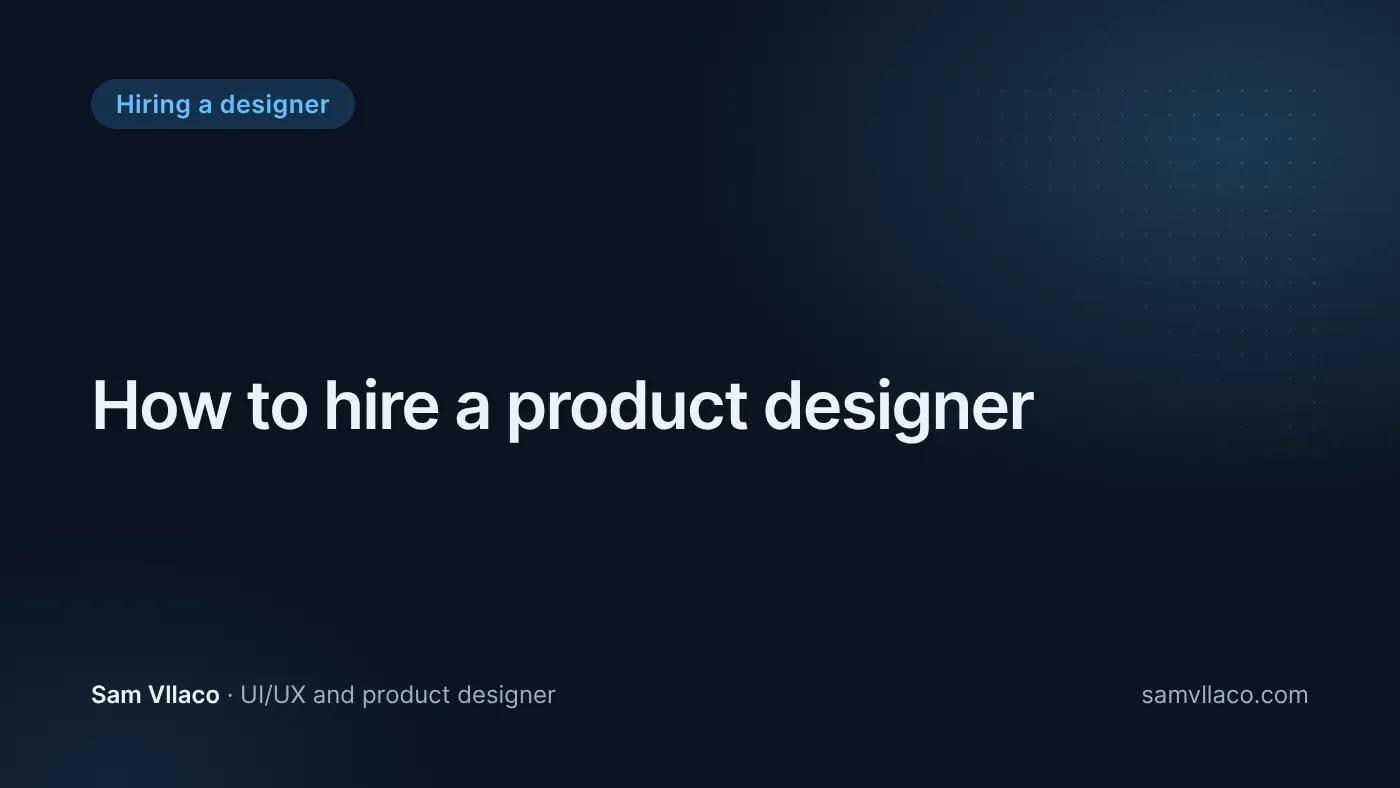 Hiring a designer
How to hire a product designer
Sam Vllaco · UI/UX and product designer
samvllaco.com